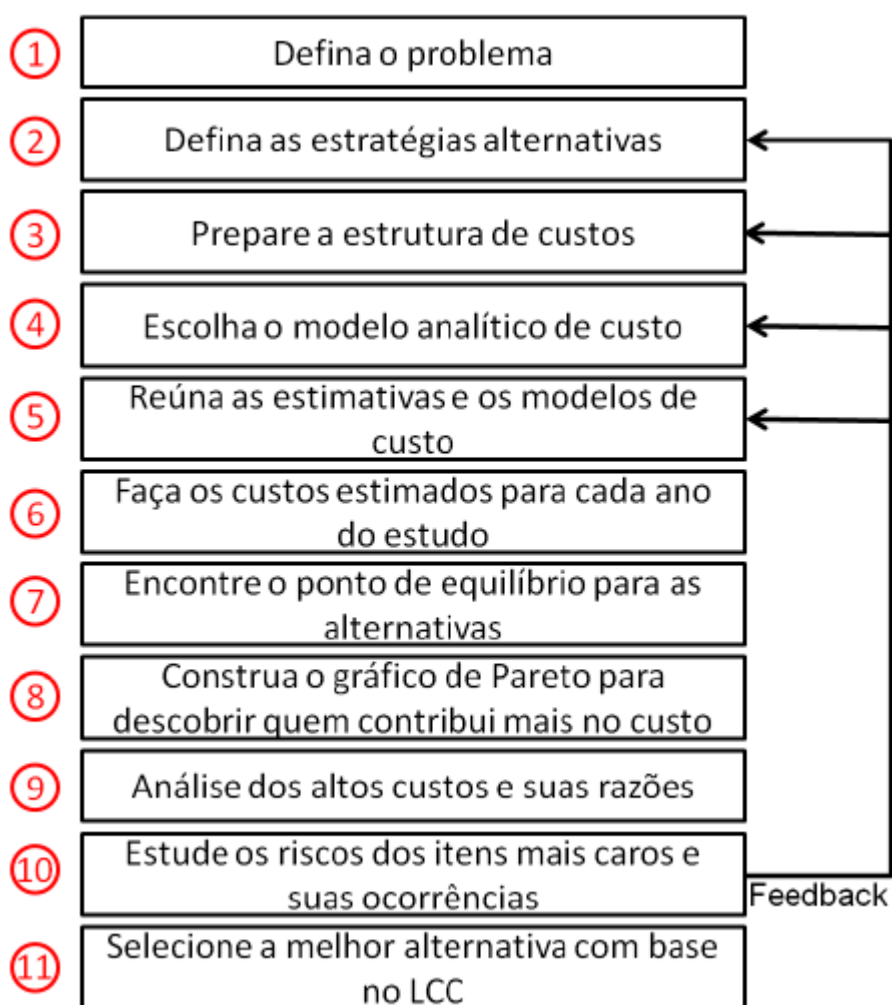 1
Defina o problema
2
Defina as estratégias alternativas
3
Prepare a estrutura de custos
4
Escolha o modelo analítico de custo
5
Reúna as estimativas e os modelos de
custo
6
Faça os custos estimados para cada ano
do estudo
7
Encontre o ponto de equilíbrio para as
alternativas
8
Construa o gráfico de Pareto para
descobrir quem contribui mais no custo
9
Análise dos altos custos e suas razões
10
Estude os riscos dos itens mais caros e
suas ocorrências
Feedback
11
Selecione a melhor alternativa com base
no LCC